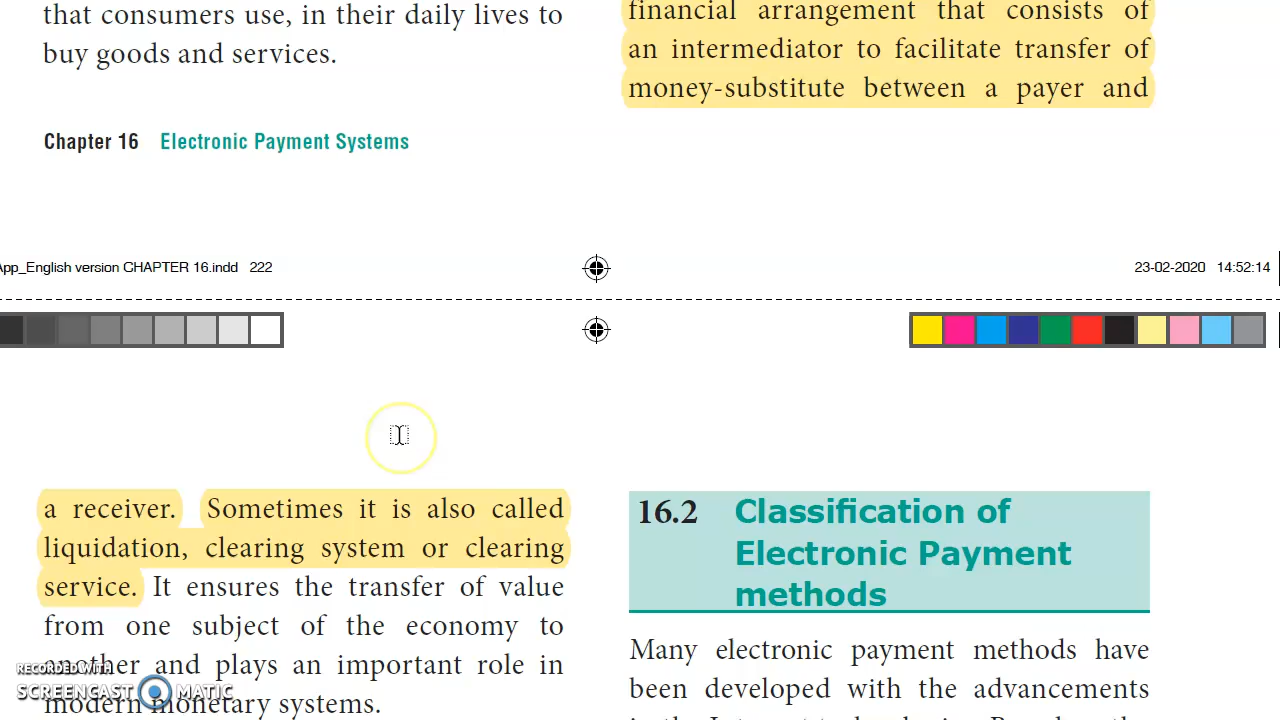 that consumers use, in their daily lives to
buy goods and services.
financial arrangement that consists of
an intermediator to facilitate transfer of
money-substitute between a payer and
Chapter 16 Electronic Payment Systems
App_English version CHAPTER 16.indd 222
23-02-2020 14:52:14
a receiver. Sometimes it is also called
liquidation, clearing system or clearing
service. It ensures the transfer of value
from one subject of the economy to
another and plays an important role in
modern monetary systems.
16.2 Classification of
Electronic Payment
methods
Many electronic payment methods have
been developed with the advancements
RECORDED WITH
SCREENCAST MATIC